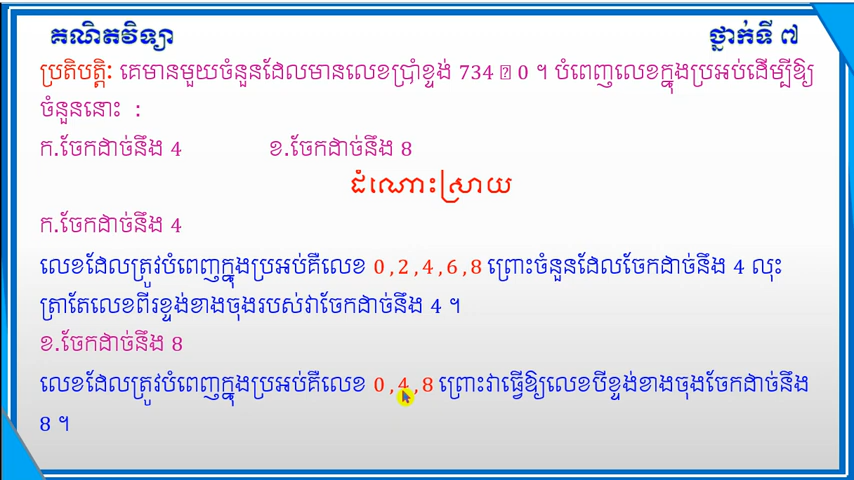 គណិតវិទ្យា ថ្នាក់ទី ៧
ប្រតិបត្តិ: គេមានមួយចំនួនដែលមានលេខប្រាំខ្ទង់ 734 ⍰ 0 ។ បំពេញលេខក្នុងប្រអប់ដើម្បីឱ្យ
ចំនួននោះ :
ក.ចែកដាច់នឹង 4 ខ.ចែកដាច់នឹង 8
ដំណោះស្រាយ
ក.ចែកដាច់នឹង 4
លេខដែលត្រូវបំពេញក្នុងប្រអប់គឺលេខ 0 , 2 , 4 , 6 , 8 ព្រោះចំនួនដែលចែកដាច់នឹង 4 លុះ
ត្រាតែលេខពីរខ្ទង់ខាងចុងរបស់វាចែកដាច់នឹង 4 ។
ខ.ចែកដាច់នឹង 8
លេខដែលត្រូវបំពេញក្នុងប្រអប់គឺលេខ 0 , 4 , 8 ព្រោះវាធ្វើឱ្យលេខបីខ្ទង់ខាងចុងចែកដាច់នឹង
8 ។